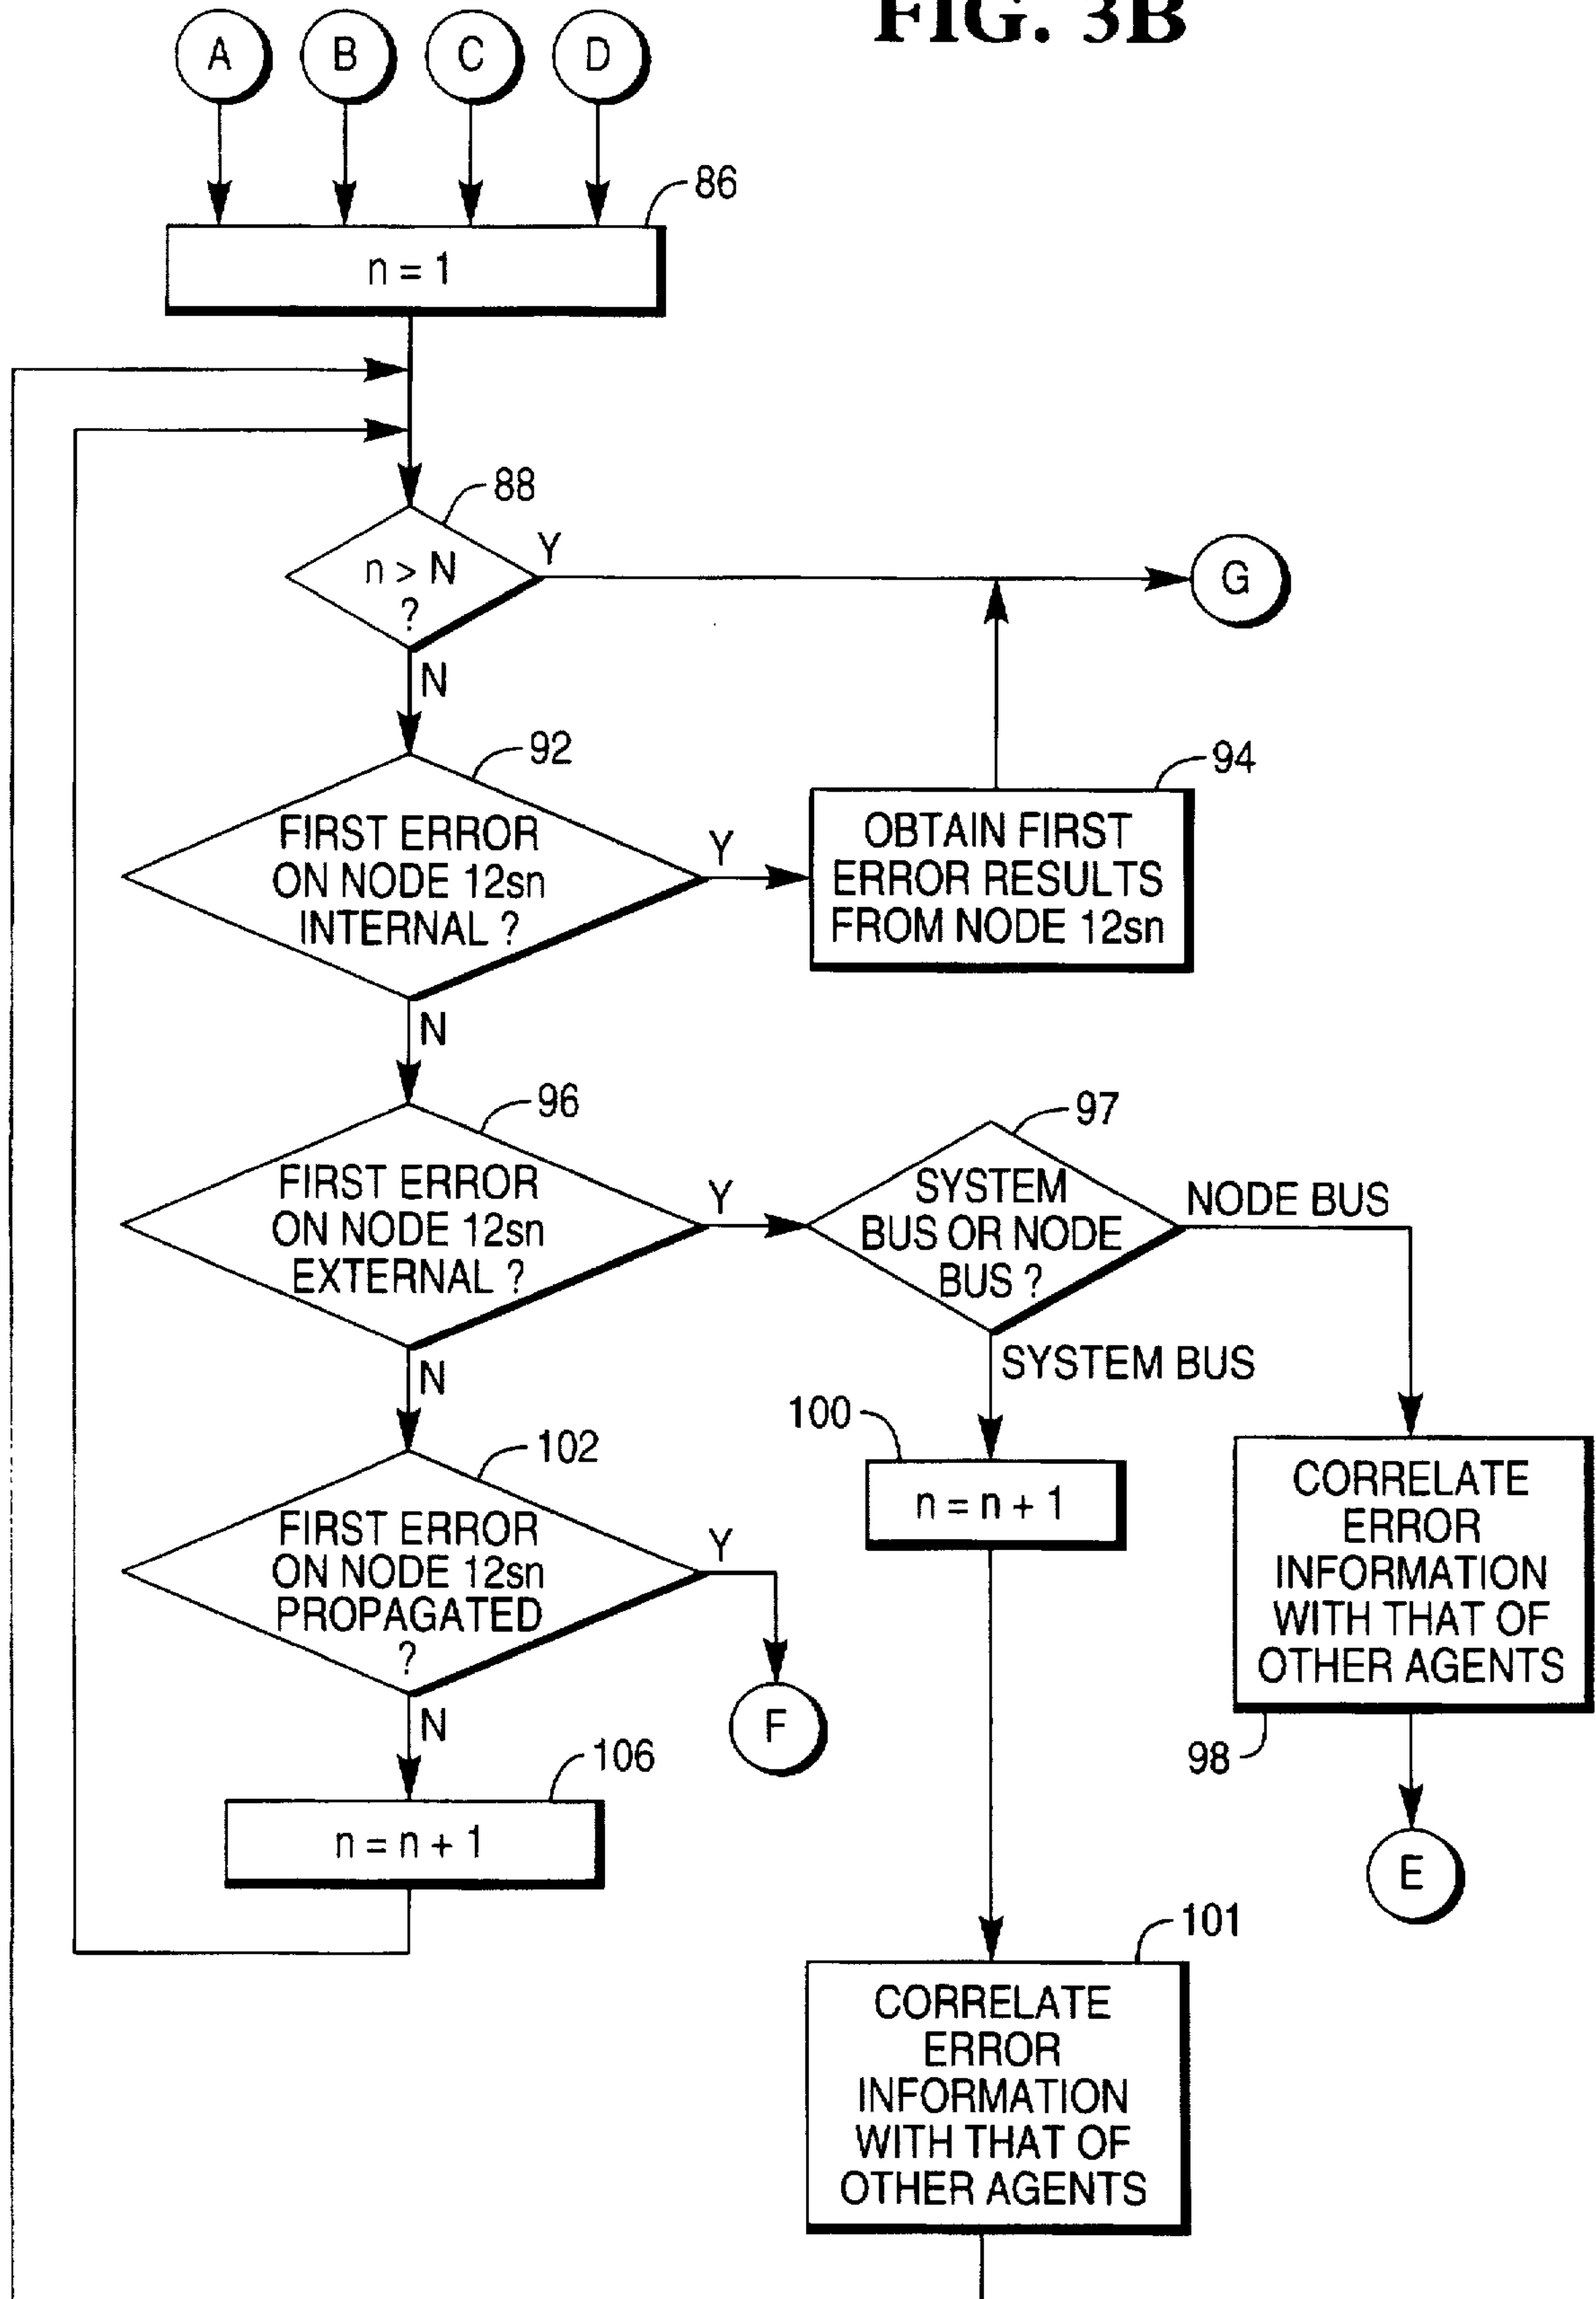 FIG. 3B
A
B
C
D
86
n = 1
88
n > N
?
Y
G
N
92
FIRST ERROR
ON NODE 12sn
INTERNAL ?
Y
94
OBTAIN FIRST
ERROR RESULTS
FROM NODE 12sn
N
96
FIRST ERROR
ON NODE 12sn
EXTERNAL ?
Y
97
SYSTEM
BUS OR NODE
BUS ?
NODE BUS
SYSTEM BUS
N
100
n = n + 1
98
CORRELATE
ERROR
INFORMATION
WITH THAT OF
OTHER AGENTS
E
102
FIRST ERROR
ON NODE 12sn
PROPAGATED
?
Y
F
N
106
n = n + 1
101
CORRELATE
ERROR
INFORMATION
WITH THAT OF
OTHER AGENTS